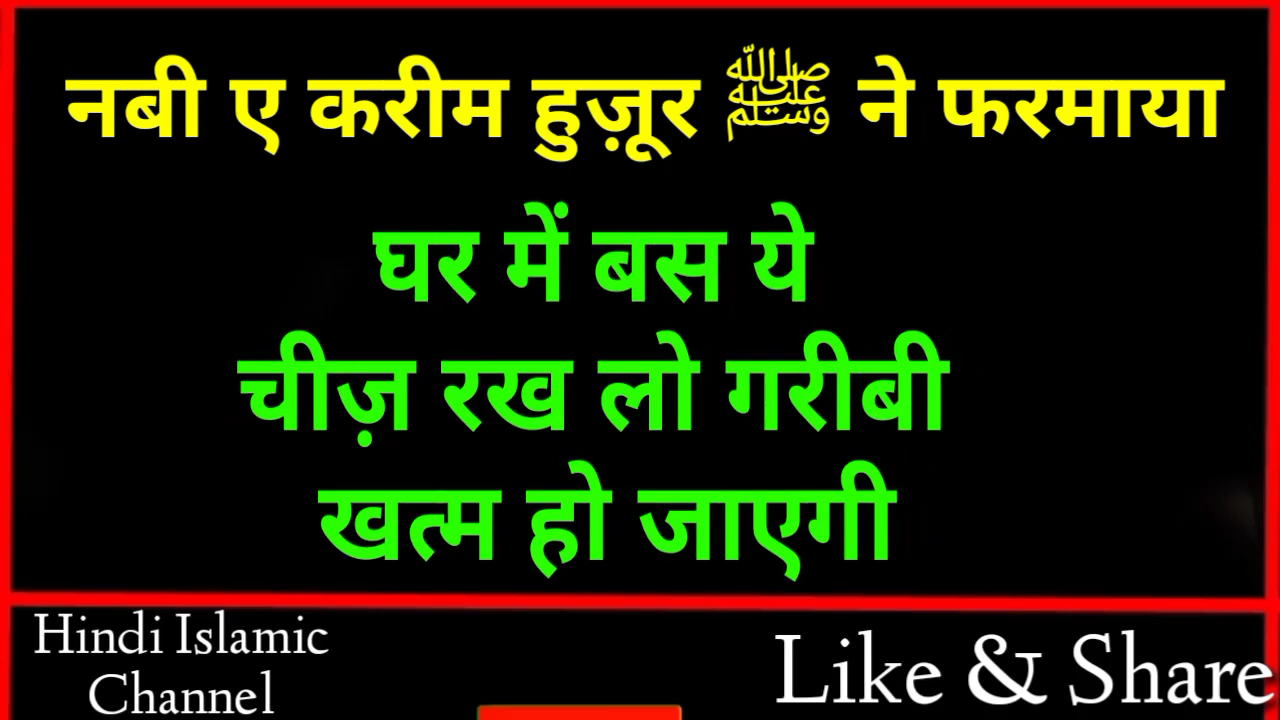 नबी ए करीम हुज़ूर ﷺ ने फरमाया
घर में बस ये
चीज़ रख लो गरीबी
खत्म हो जाएगी
Hindi Islamic
Channel
Like & Share